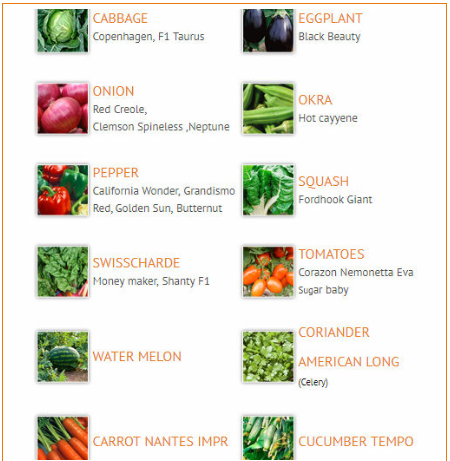 CABBAGE
Copenhagen, F1 Taurus
EGGPLANT
Black Beauty
ONION
Red Creole,
Clemson Spineless ,Neptune
OKRA
Hot cayyene
PEPPER
California Wonder, Grandismo
Red, Golden Sun, Butternut
SQUASH
Fordhook Giant
SWISSCHARDE
Money maker, Shanty F1
TOMATOES
Corazon Nemonetta Eva
Sugar baby
WATER MELON
CORIANDER
AMERICAN LONG
(Celery)
CARROT NANTES IMPR
CUCUMBER TEMPO